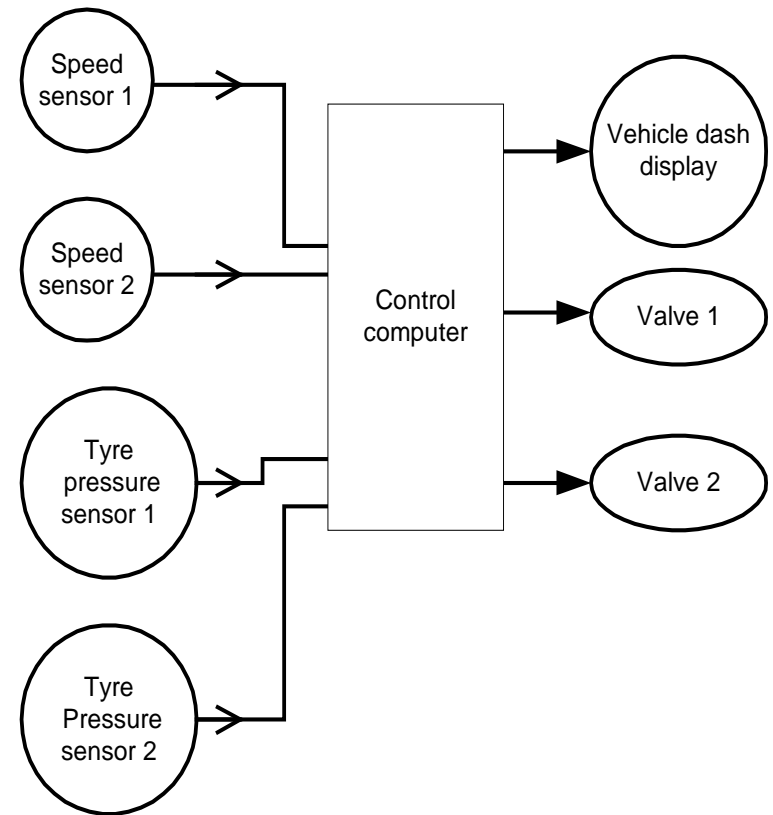 Speed
sensor 1
Speed
sensor 2
Tyre
pressure
sensor 1
Tyre
Pressure
sensor 2
Control
computer
Vehicle dash
display
Valve 1
Valve 2